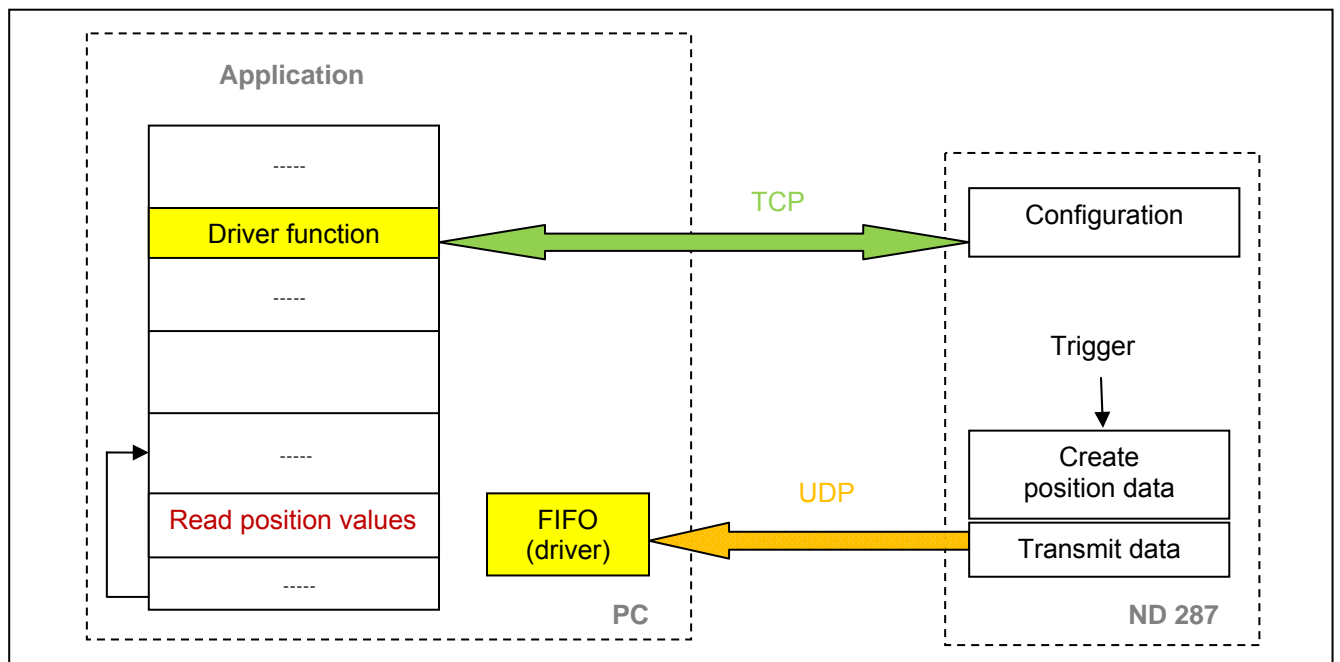 Application
-----
Driver function
-----
-----
Read position values
-----
FIFO
(driver)
PC
TCP
UDP
Configuration
Trigger
Create
position data
Transmit data
ND 287